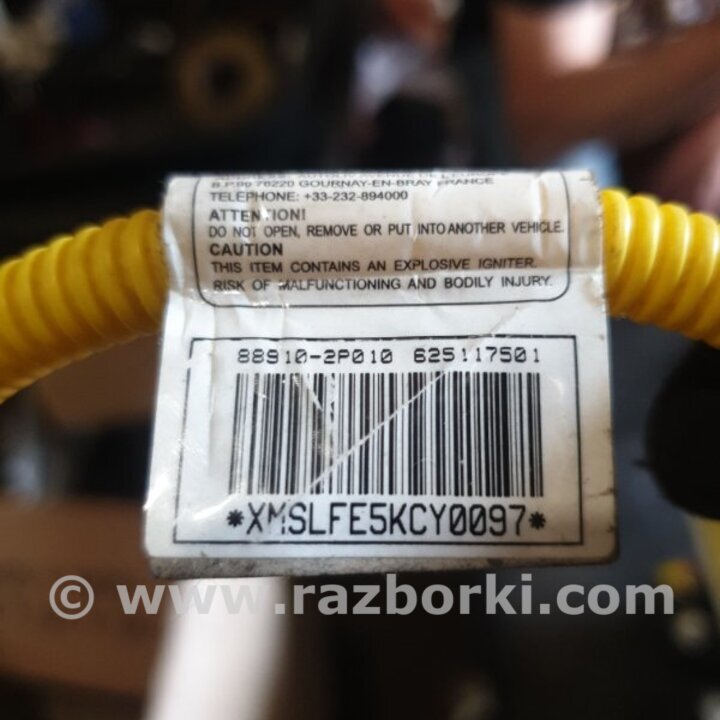 B.P.99 76220 GOURNAY-EN-BRAY FRANCE
TELEPHONE: +33-232-894000
ATTENTION!
DO NOT OPEN, REMOVE OR PUT INTO ANOTHER VEHICLE.
CAUTION
THIS ITEM CONTAINS AN EXPLOSIVE IGNITER.
RISK OF MALFUNCTIONING AND BODILY INJURY.
88910-2P010 625117501
*XMSLFE5KCY0097*
© www.razborki.com